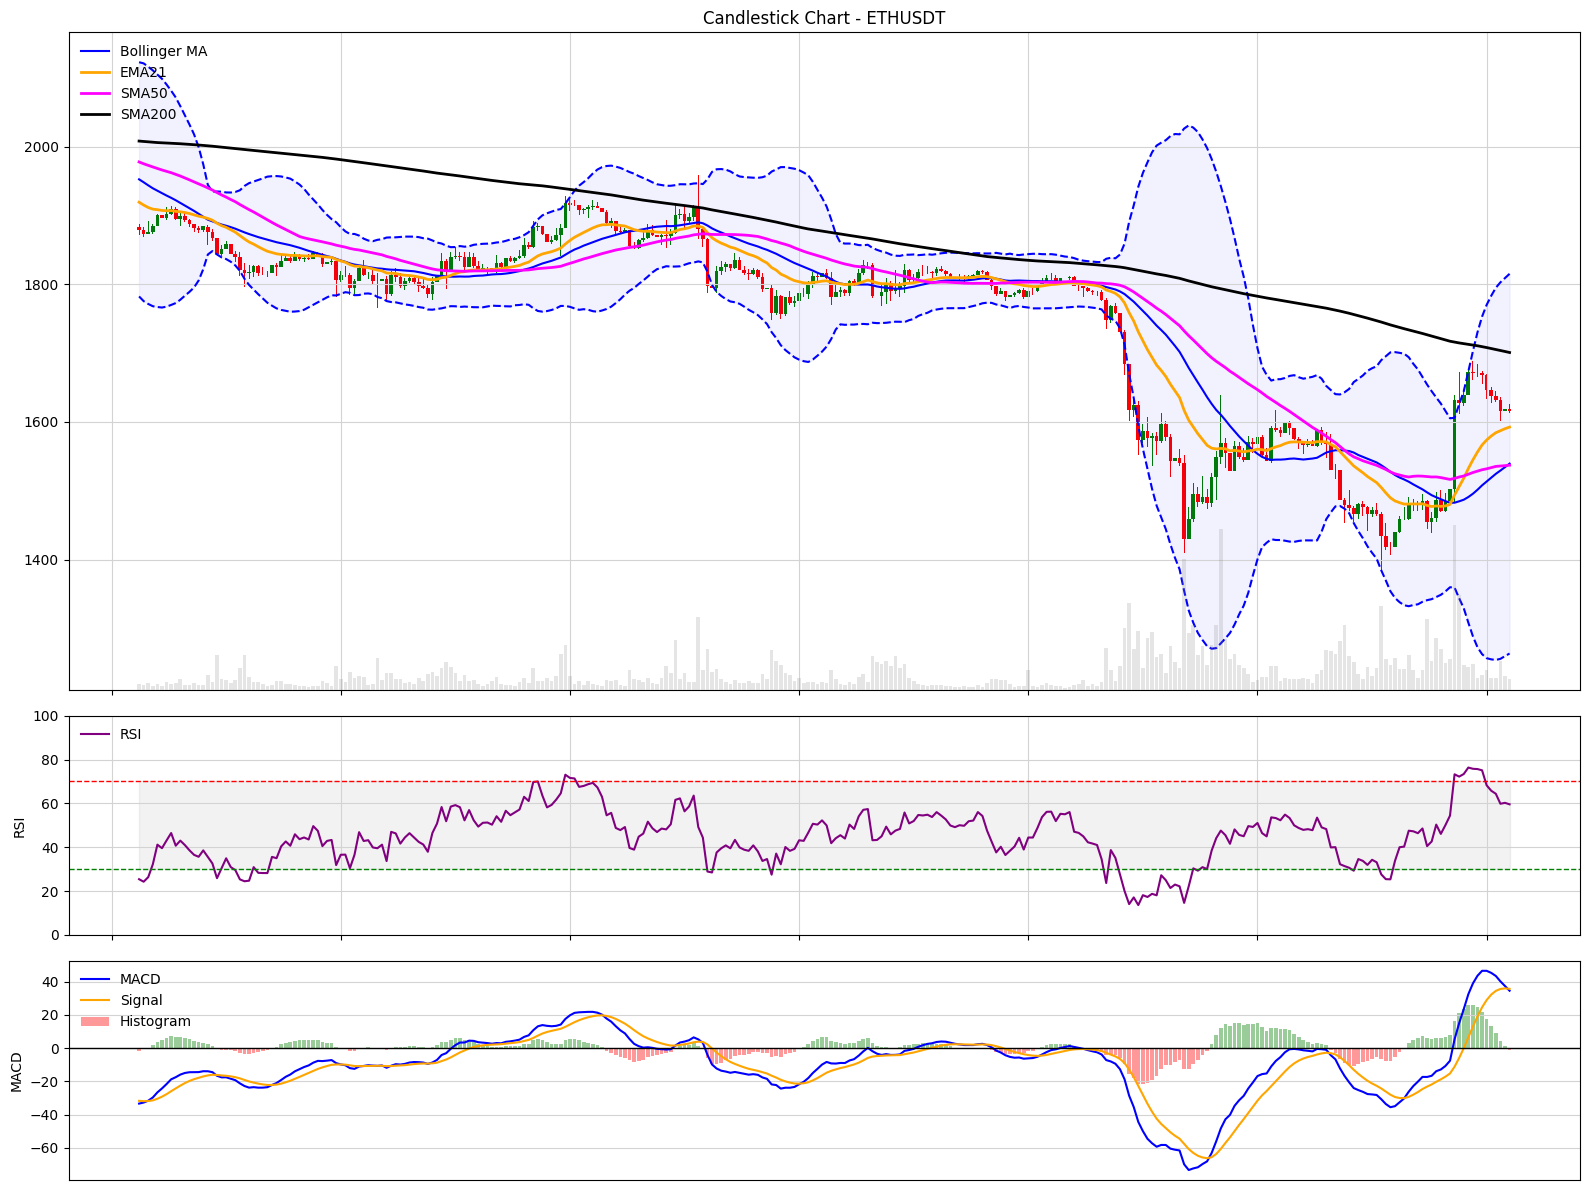 Candlestick Chart - ETHUSDT
Bollinger MA
EMA21
SMA50
SMA200
2000
1800
1600
1400
100
80
60
40
20
0
RSI
RSI
40
20
0
−20
−40
−60
MACD
MACD
Signal
Histogram